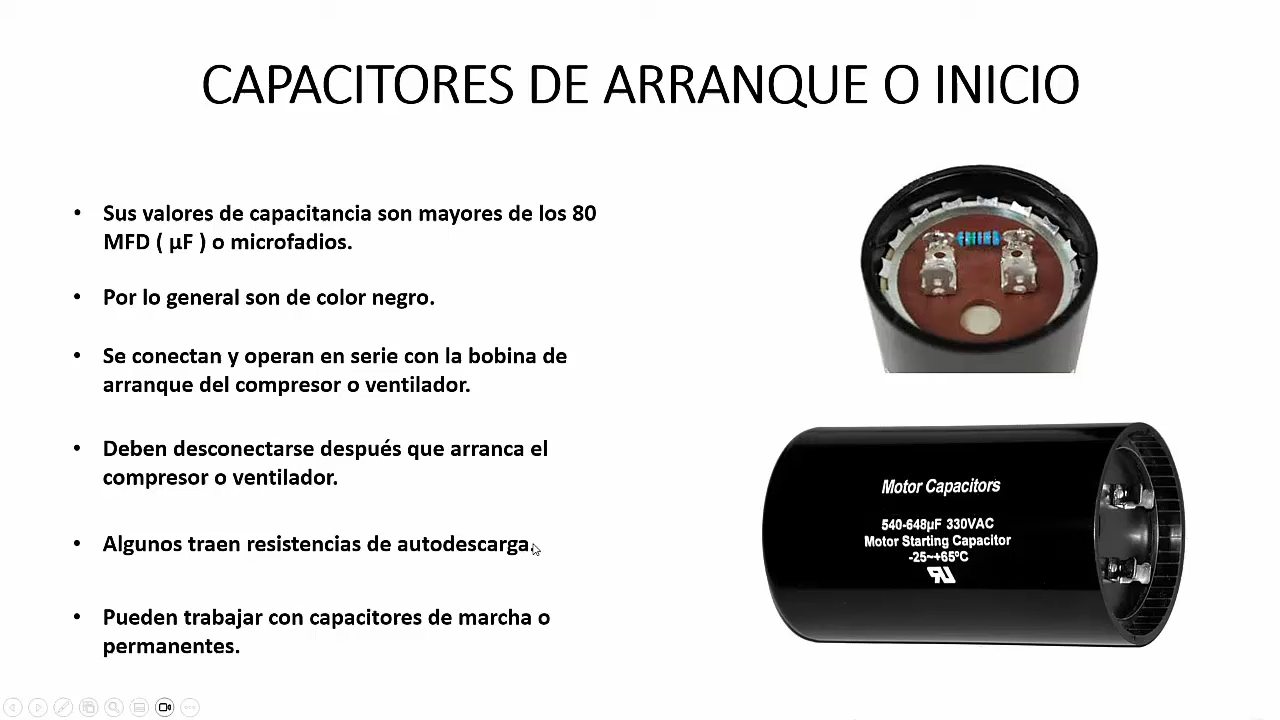 CAPACITORES DE ARRANQUE O INICIO
• Sus valores de capacitancia son mayores de los 80
MFD ( µF ) o microfadios.
• Por lo general son de color negro.
• Se conectan y operan en serie con la bobina de
arranque del compresor o ventilador.
• Deben desconectarse después que arranca el
compresor o ventilador.
• Algunos traen resistencias de autodescarga.
• Pueden trabajar con capacitores de marcha o
permanentes.
Motor Capacitors
540-648µF 330VAC
Motor Starting Capacitor
-25~+65ºC